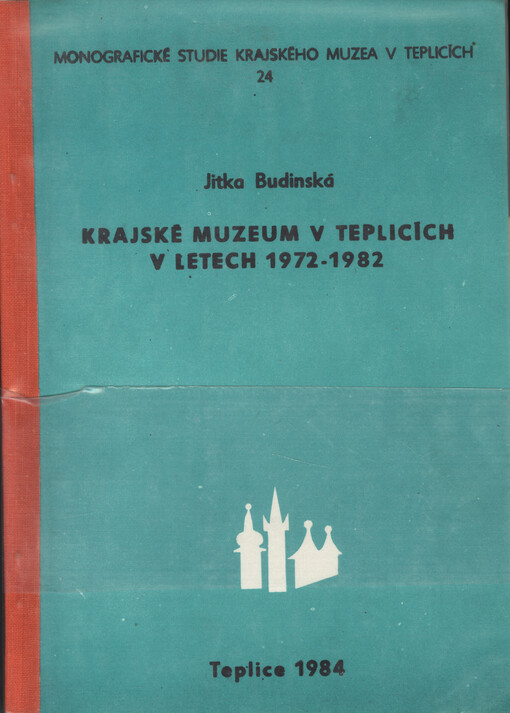 MONOGRAFICKÉ STUDIE KRAJSKÉHO MUZEA V TEPLICÍCH
24
Jitka Budinská
KRAJSKÉ MUZEUM V TEPLICÍCH
V LETECH 1972-1982
Teplice 1984